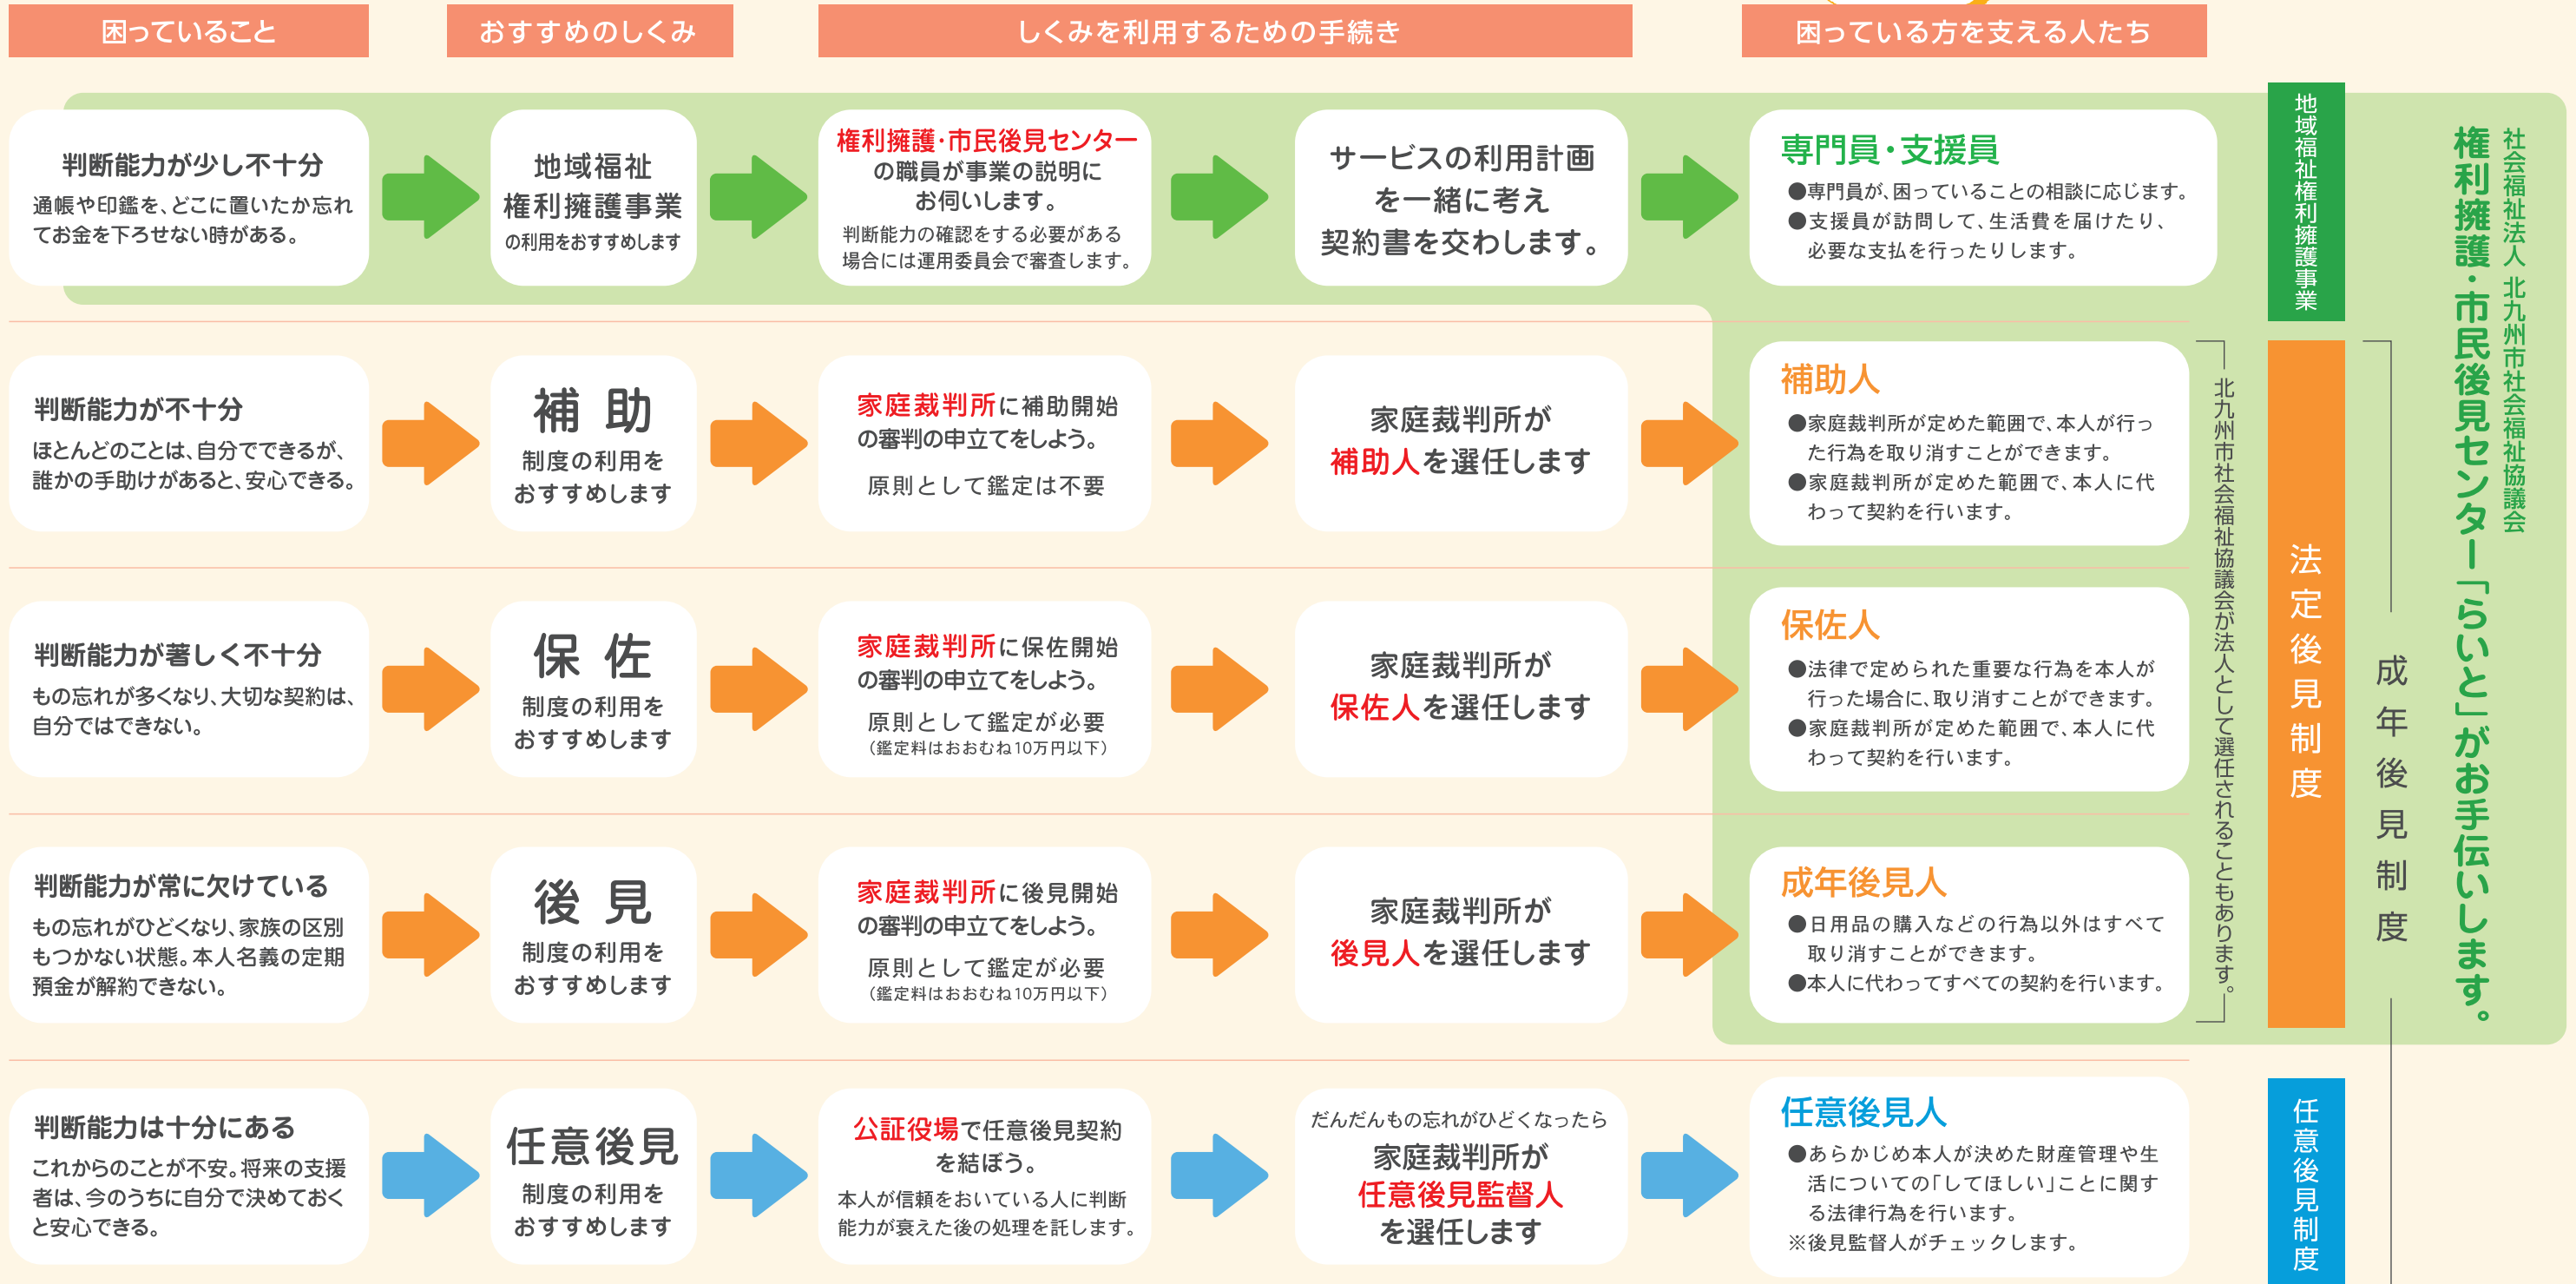 困っていること
おすすめのしくみ
しくみを利用するための手続き
困っている方を支える人たち
判断能力が少し不十分
通帳や印鑑を、どこに置いたか忘れ
てお金を下ろせない時がある。
地域福祉
権利擁護事業
の利用をおすすめします
権利擁護・市民後見センター
の職員が事業の説明に
お伺いします。
判断能力の確認をする必要がある
場合には運用委員会で審査します。
サービスの利用計画
を一緒に考え
契約書を交わします。
専門員・支援員
●専門員が、困っていることの相談に応じます。
●支援員が訪問して、生活費を届けたり、
必要な支払を行ったりします。
判断能力が不十分
ほとんどのことは、自分でできるが、
誰かの手助けがあると、安心できる。
補 助
制度の利用を
おすすめします
家庭裁判所に補助開始
の審判の申立てをしよう。
原則として鑑定は不要
家庭裁判所が
補助人を選任します
補助人
●家庭裁判所が定めた範囲で、本人が行っ
た行為を取り消すことができます。
●家庭裁判所が定めた範囲で、本人に代
わって契約を行います。
判断能力が著しく不十分
もの忘れが多くなり、大切な契約は、
自分ではできない。
保 佐
制度の利用を
おすすめします
家庭裁判所に保佐開始
の審判の申立てをしよう。
原則として鑑定が必要
（鑑定料はおおむね10万円以下）
家庭裁判所が
保佐人を選任します
保佐人
●法律で定められた重要な行為を本人が
行った場合に、取り消すことができます。
●家庭裁判所が定めた範囲で、本人に代
わって契約を行います。
判断能力が常に欠けている
もの忘れがひどくなり、家族の区別
もつかない状態。本人名義の定期
預金が解約できない。
後 見
制度の利用を
おすすめします
家庭裁判所に後見開始
の審判の申立てをしよう。
原則として鑑定が必要
（鑑定料はおおむね10万円以下）
家庭裁判所が
後見人を選任します
成年後見人
●日用品の購入などの行為以外はすべて
取り消すことができます。
●本人に代わってすべての契約を行います。
判断能力は十分にある
これからのことが不安。将来の支援
者は、今のうちに自分で決めておく
と安心できる。
任意後見
制度の利用を
おすすめします
公証役場で任意後見契約
を結ぼう。
本人が信頼をおいている人に判断
能力が衰えた後の処理を託します。
だんだんもの忘れがひどくなったら
家庭裁判所が
任意後見監督人
を選任します
任意後見人
●あらかじめ本人が決めた財産管理や生
活についての「してほしい」ことに関す
る法律行為を行います。
※後見監督人がチェックします。
北九州市社会福祉協議会が法人として選任されることもあります。
地域福祉権利擁護事業
法定後見制度
任意後見制度
成年後見制度
社会福祉法人 北九州市社会福祉協議会
権利擁護・市民後見センター「らいと」がお手伝いします。